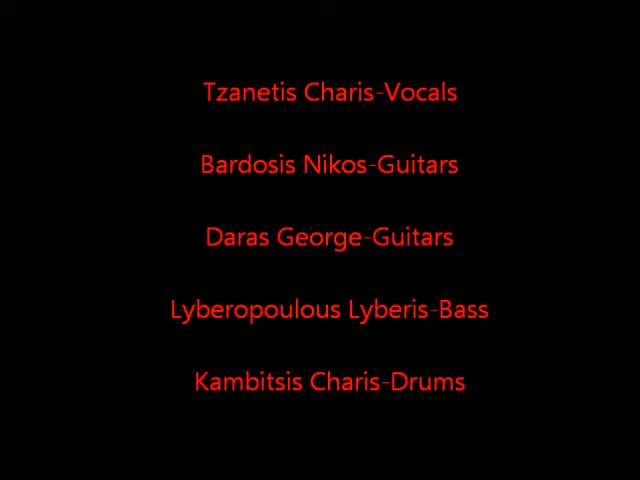 Tzanetis Charis-Vocals
Bardosis Nikos-Guitars
Daras George-Guitars
Lyberopoulous Lyberis-Bass
Kambitsis Charis-Drums